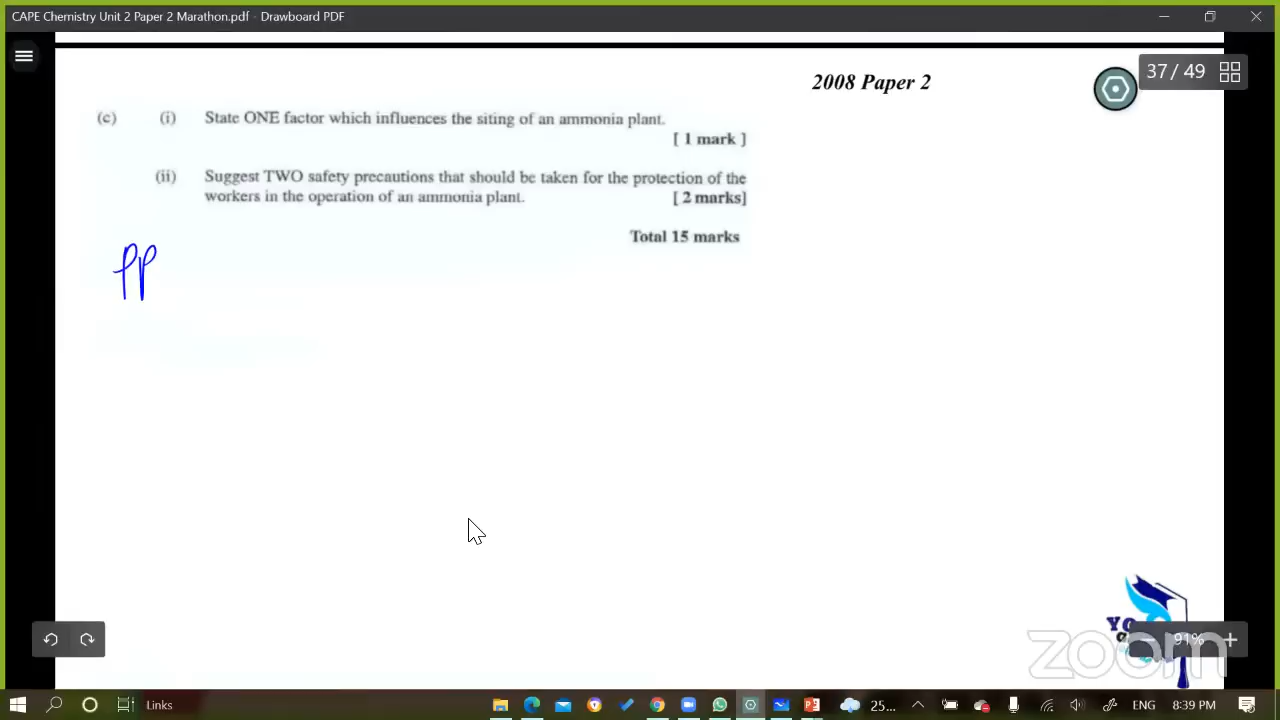 CAPE Chemistry Unit 2 Paper 2 Marathon.pdf - Drawboard PDF
37 / 49
2008 Paper 2
(c) (i) State ONE factor which influences the siting of an ammonia plant.
[ 1 mark ]
(ii) Suggest TWO safety precautions that should be taken for the protection of the
workers in the operation of an ammonia plant. [ 2 marks]
Total 15 marks
PP
91%
zoom
Links
25...
ENG
8:39 PM